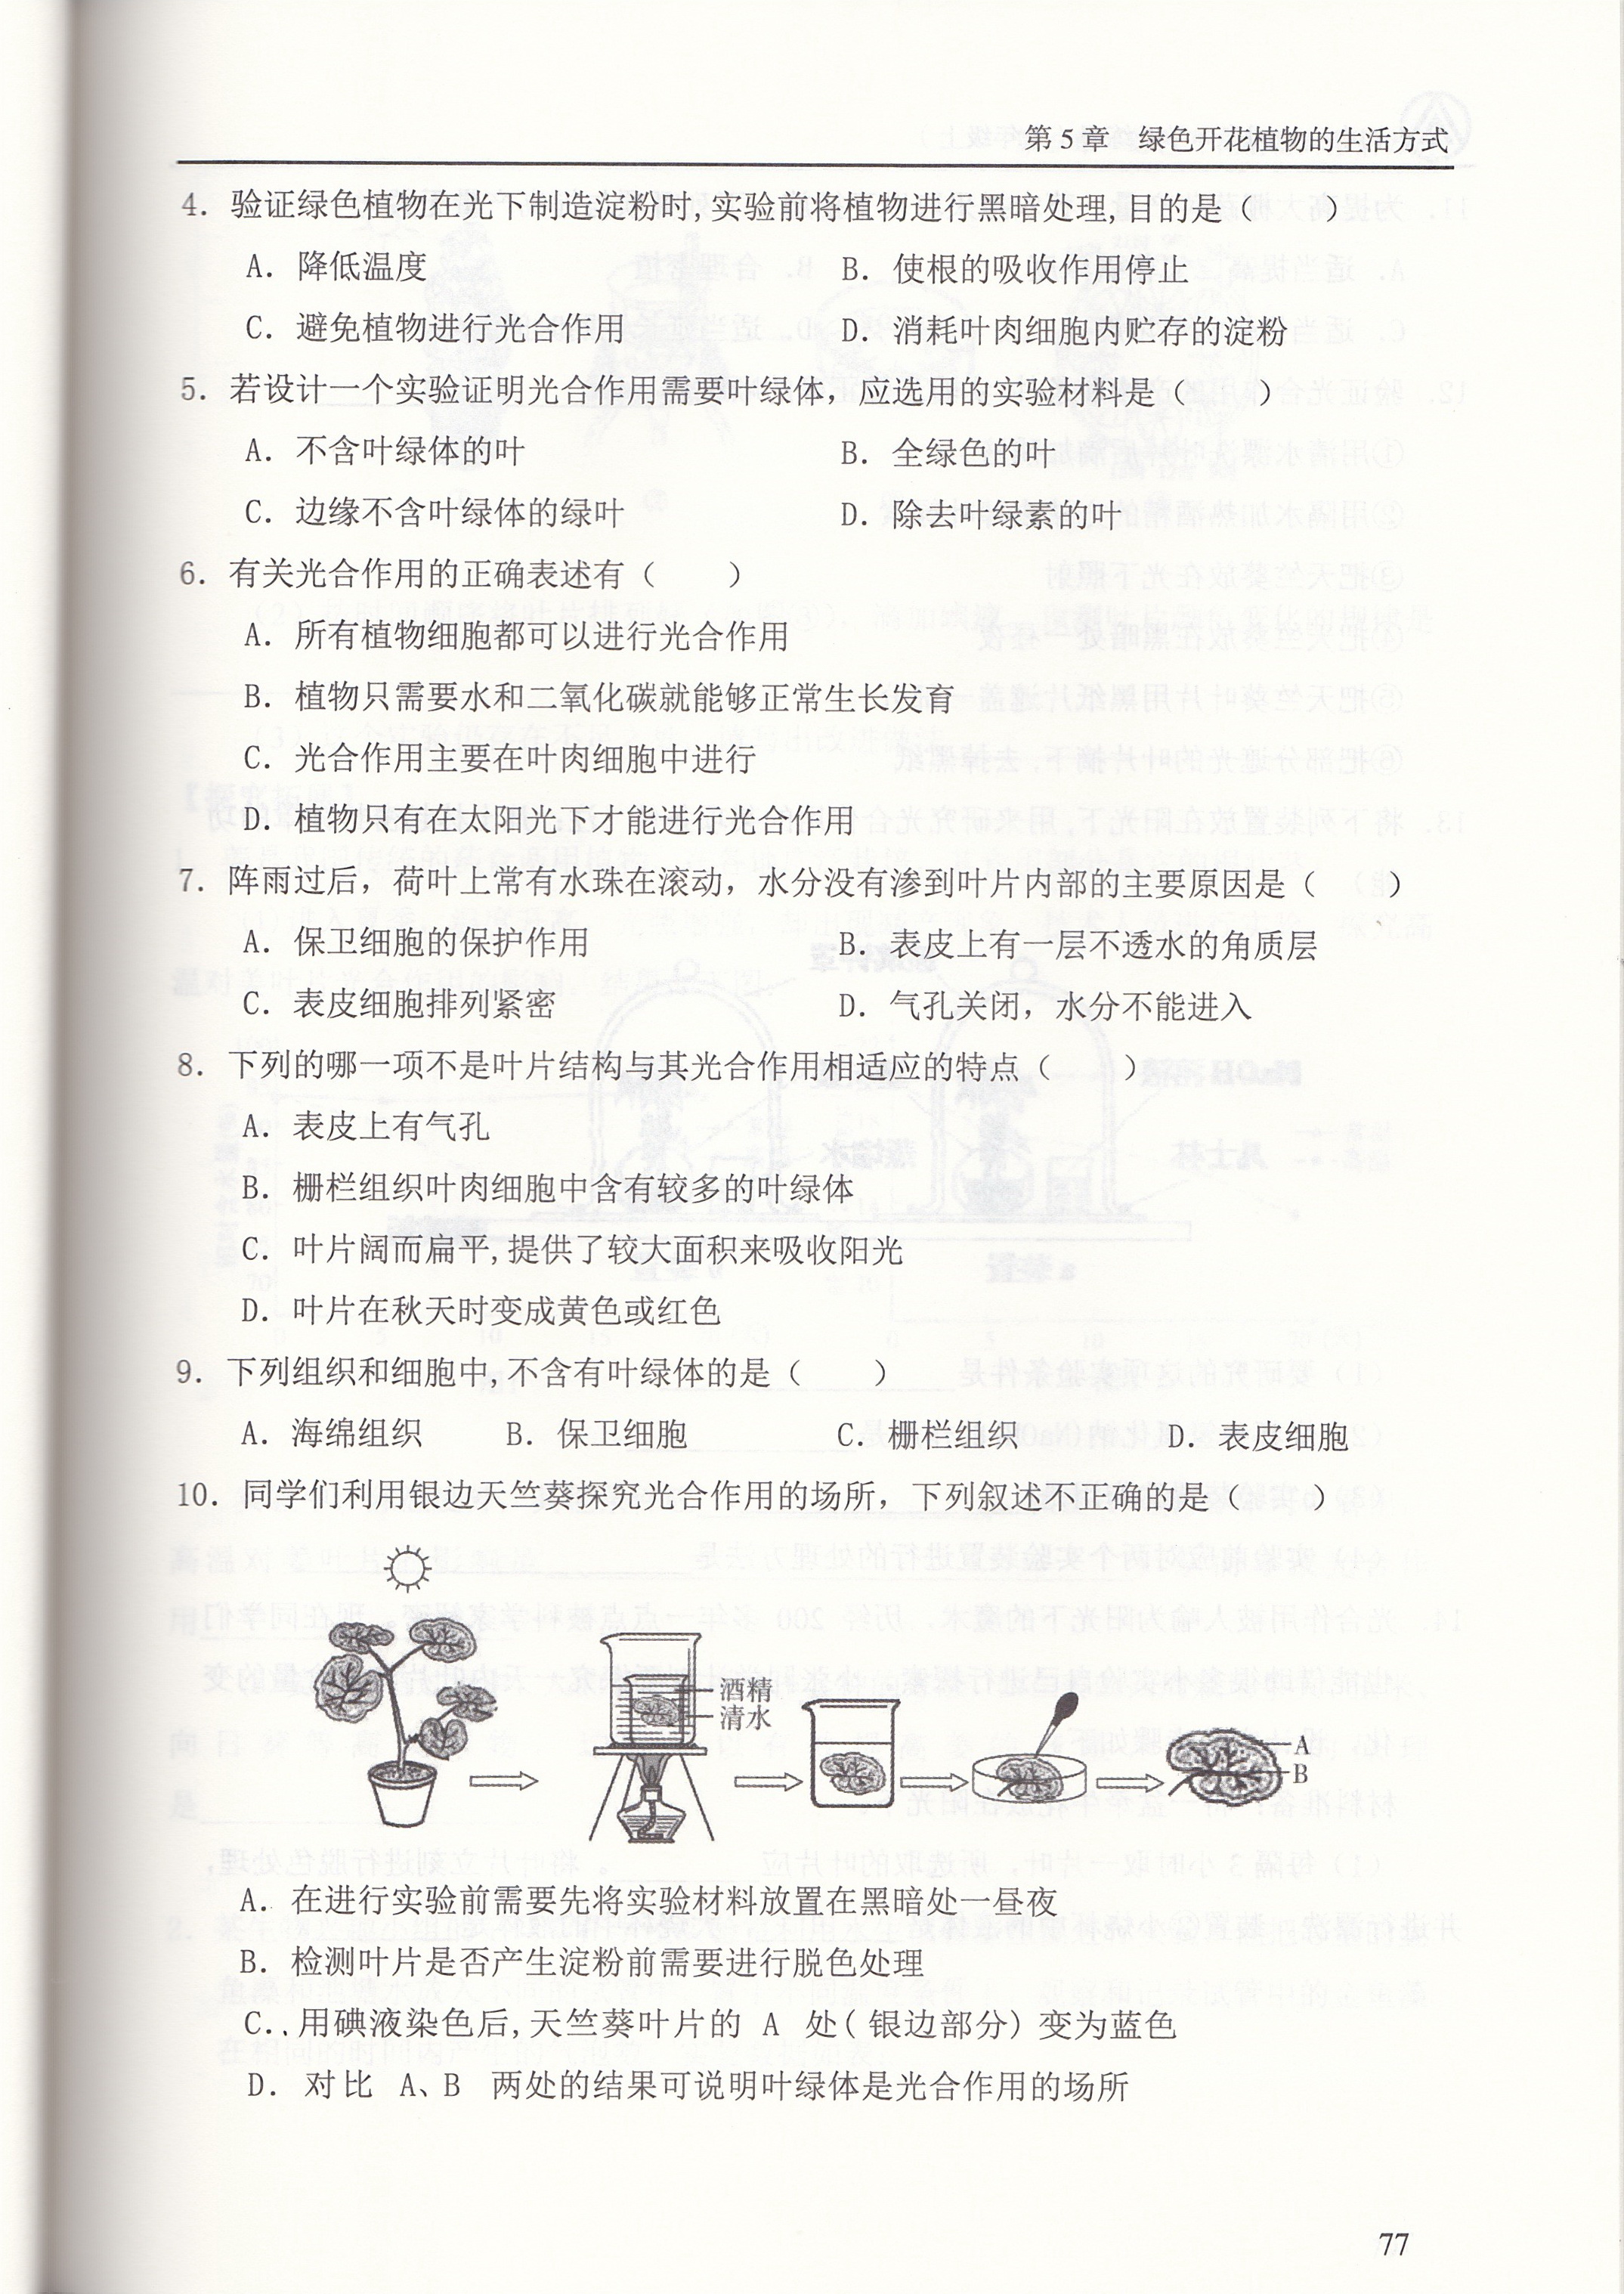 第 5 章　绿色开花植物的生活方式
4．验证绿色植物在光下制造淀粉时,实验前将植物进行黑暗处理,目的是（　　）
A．降低温度　B．使根的吸收作用停止
C．避免植物进行光合作用　D．消耗叶肉细胞内贮存的淀粉
5．若设计一个实验证明光合作用需要叶绿体，应选用的实验材料是（　　）
A．不含叶绿体的叶　B．全绿色的叶
C．边缘不含叶绿体的绿叶　D．除去叶绿素的叶
6．有关光合作用的正确表述有（　　）
A．所有植物细胞都可以进行光合作用
B．植物只需要水和二氧化碳就能够正常生长发育
C．光合作用主要在叶肉细胞中进行
D．植物只有在太阳光下才能进行光合作用
7．阵雨过后，荷叶上常有水珠在滚动，水分没有渗到叶片内部的主要原因是（　　）
A．保卫细胞的保护作用　B．表皮上有一层不透水的角质层
C．表皮细胞排列紧密　D．气孔关闭，水分不能进入
8．下列的哪一项不是叶片结构与其光合作用相适应的特点（　　）
A．表皮上有气孔
B．栅栏组织叶肉细胞中含有较多的叶绿体
C．叶片阔而扁平,提供了较大面积来吸收阳光
D．叶片在秋天时变成黄色或红色
9．下列组织和细胞中,不含有叶绿体的是（　　）
A．海绵组织　B．保卫细胞　C．栅栏组织　D．表皮细胞
10．同学们利用银边天竺葵探究光合作用的场所，下列叙述不正确的是（　　）
酒精
清水
A
B
A．在进行实验前需要先将实验材料放置在黑暗处一昼夜
B．检测叶片是否产生淀粉前需要进行脱色处理
C．用碘液染色后,天竺葵叶片的 A 处(银边部分)变为蓝色
D．对比 A、B 两处的结果可说明叶绿体是光合作用的场所
77